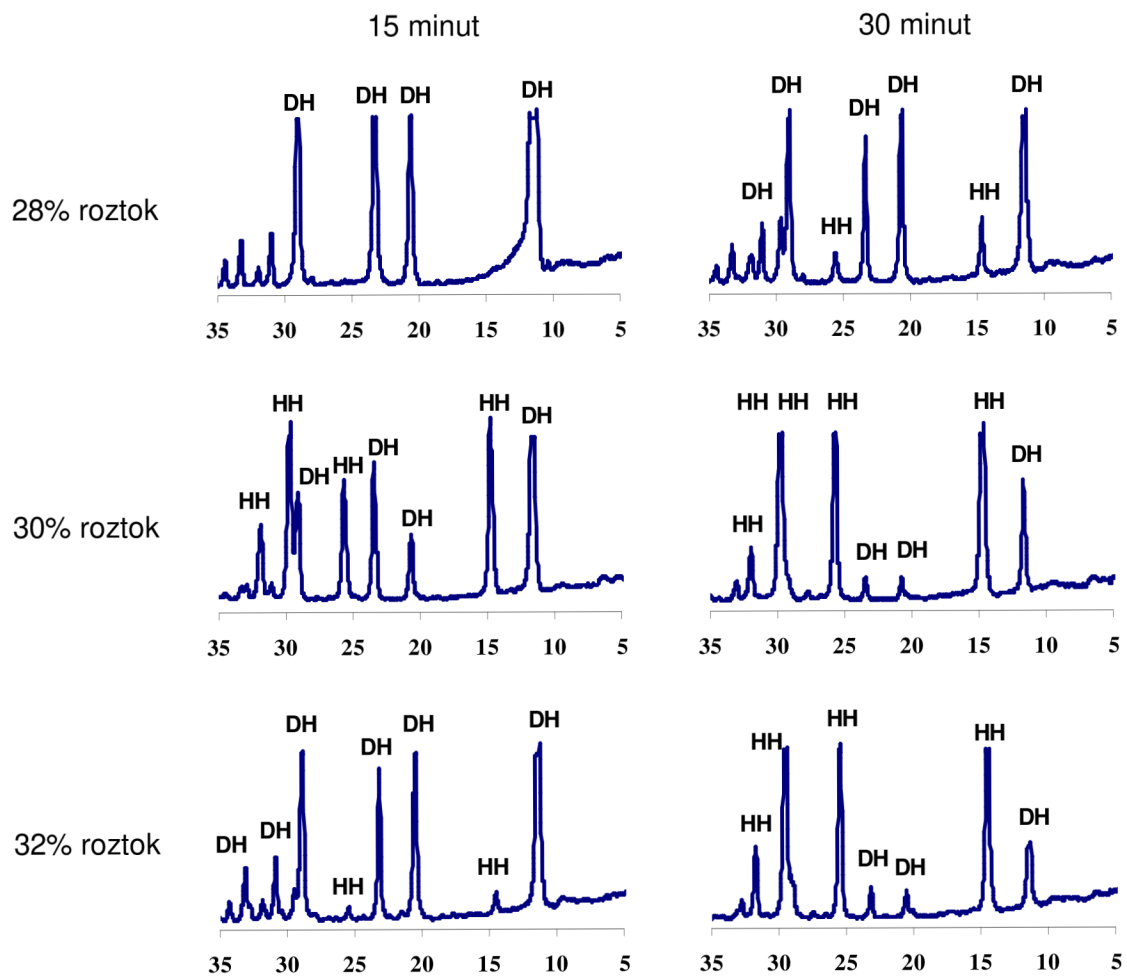 15 minut 30 minut
28% roztok
DH DH DH DH
35 30 25 20 15 10 5
DH DH DH DH
DH HH HH
35 30 25 20 15 10 5
30% roztok
HH HH DH
HH DH HH DH DH
35 30 25 20 15 10 5
HH HH HH HH
HH DH DH DH
35 30 25 20 15 10 5
32% roztok
DH DH DH DH
DH DH HH HH
35 30 25 20 15 10 5
HH HH HH
HH DH DH DH
35 30 25 20 15 10 5